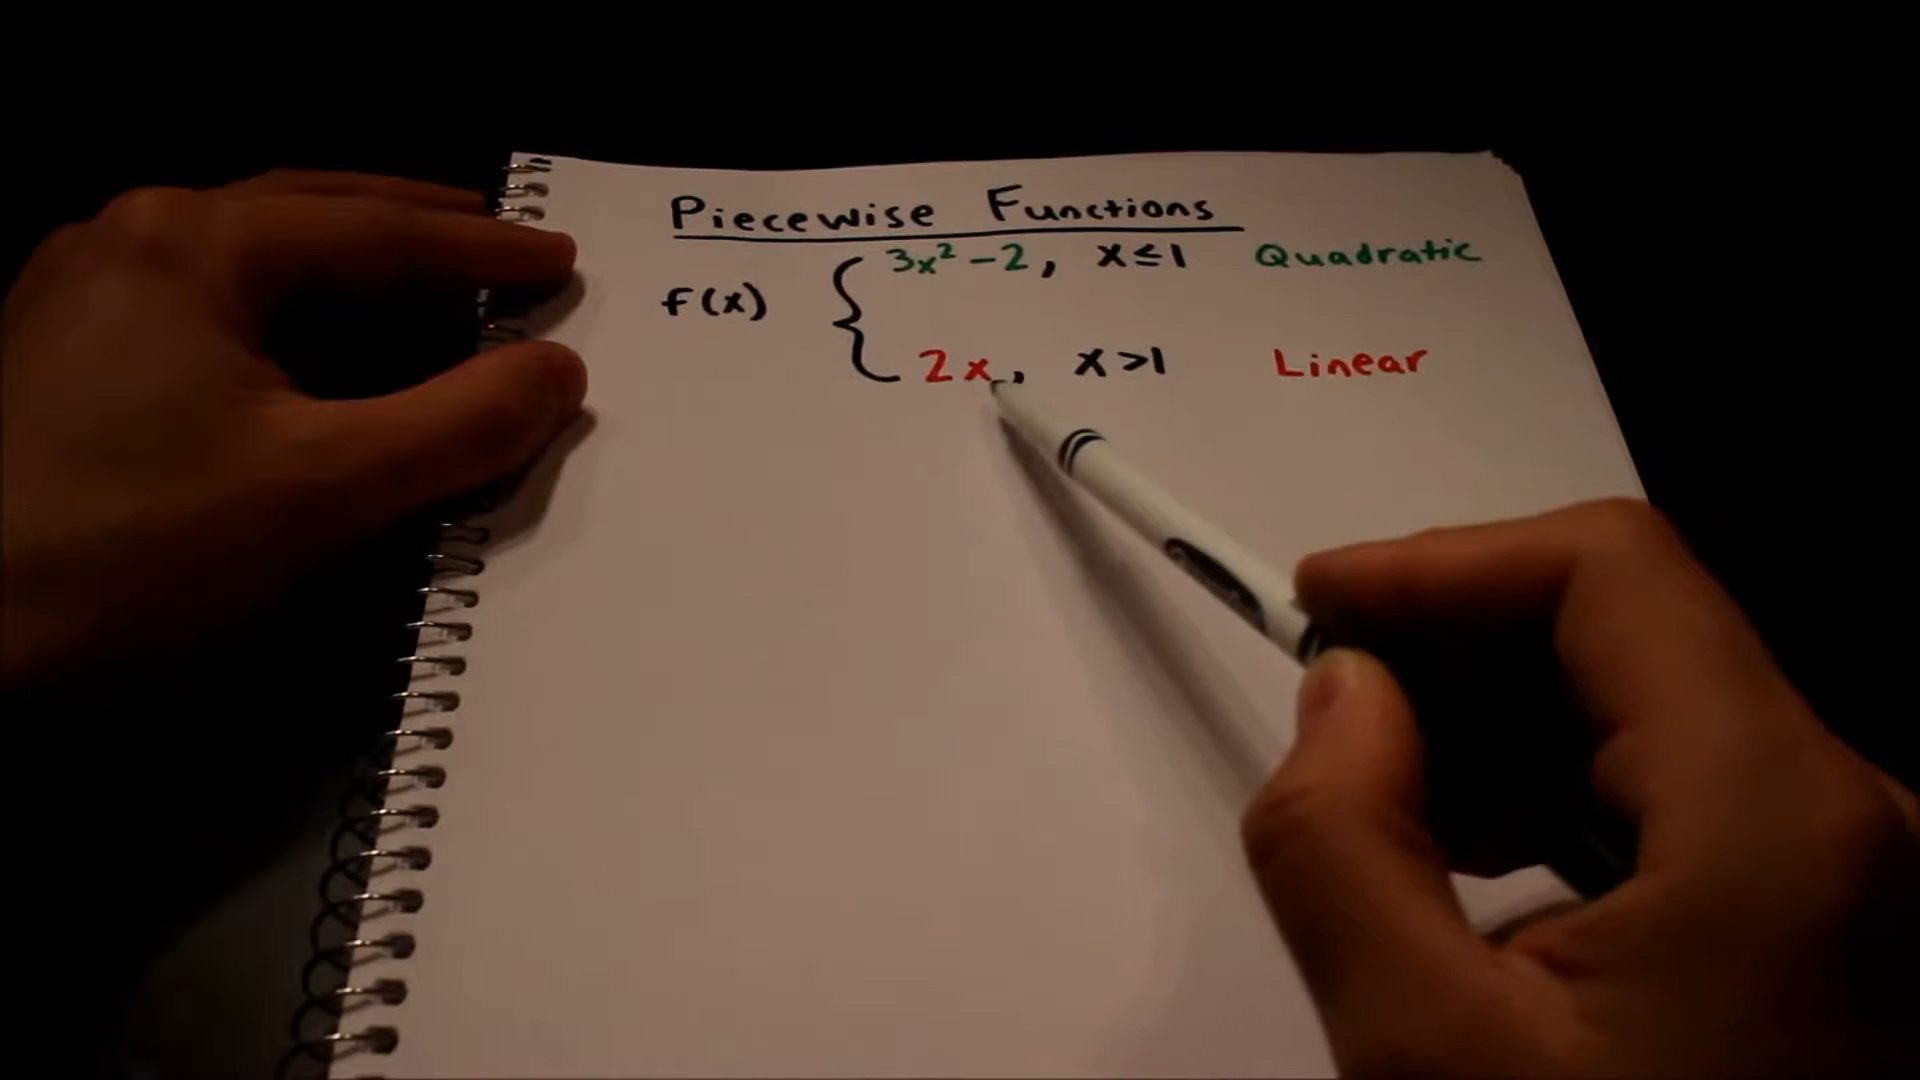 Piecewise Functions
3x² - 2, x ≤ 1 Quadratic
f(x) {
2x, x > 1 Linear